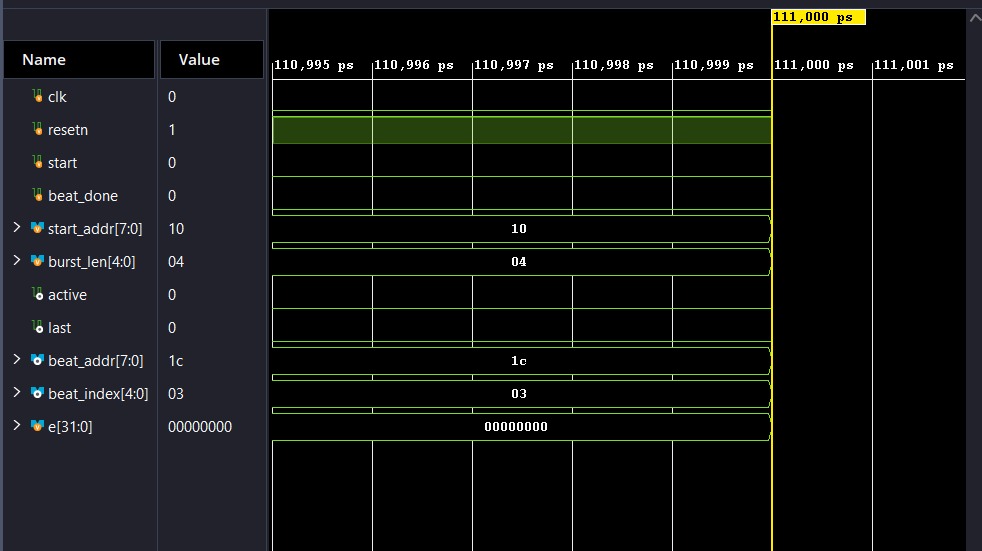 111,000 ps
Name Value
110,995 ps 110,996 ps 110,997 ps 110,998 ps 110,999 ps 111,000 ps 111,001 ps
clk 0
resetn 1
start 0
beat_done 0
start_addr[7:0] 10 10
burst_len[4:0] 04 04
active 0
last 0
beat_addr[7:0] 1c 1c
beat_index[4:0] 03 03
e[31:0] 00000000 00000000